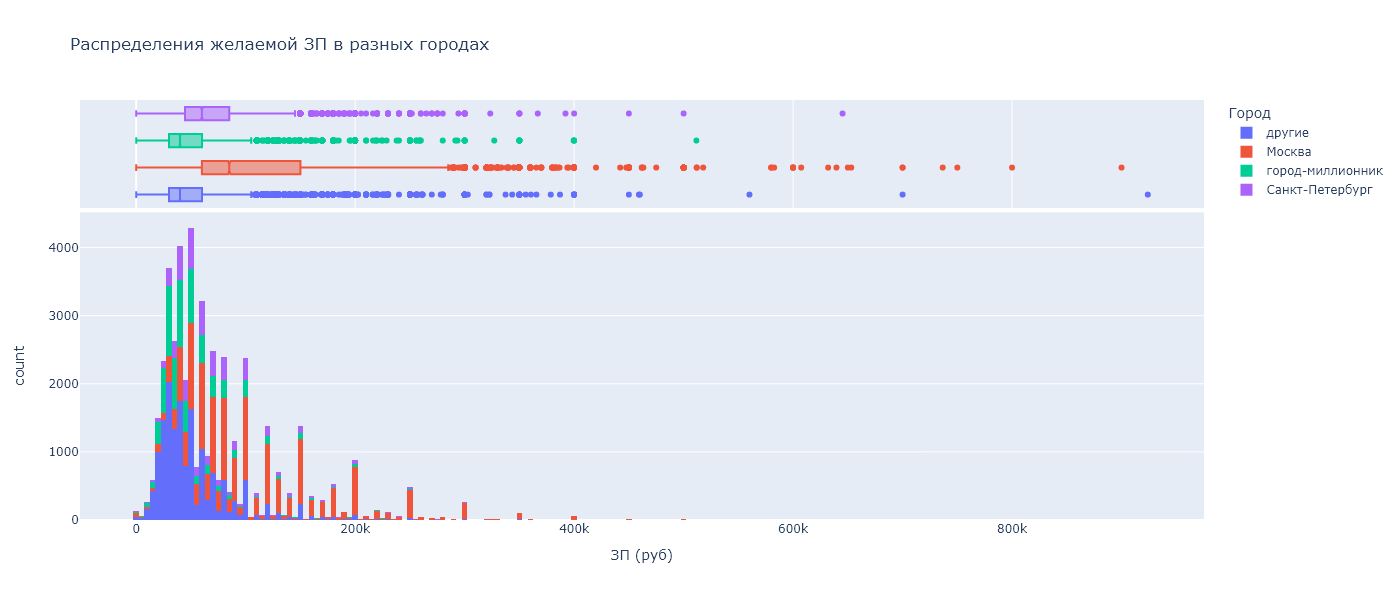 Распределения желаемой ЗП в разных городах
Город
другие
Москва
город-миллионник
Санкт-Петербург
4000
3000
2000
1000
0
count
0 200k 400k 600k 800k
ЗП (руб)